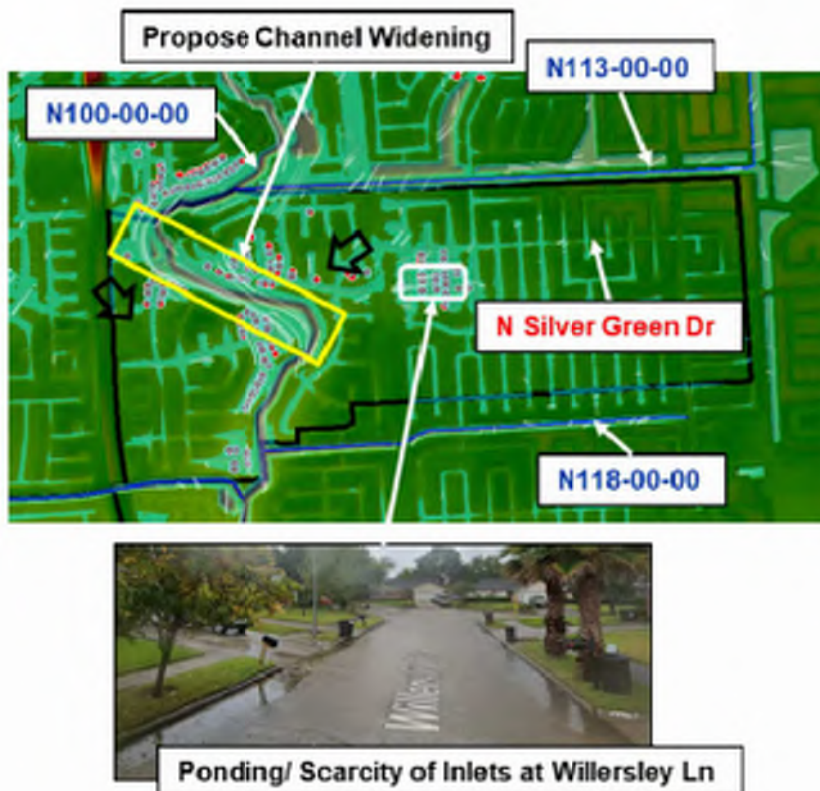 Propose Channel Widening
N113-00-00
N100-00-00
N Silver Green Dr
N118-00-00
Ponding/ Scarcity of Inlets at Willersley Ln